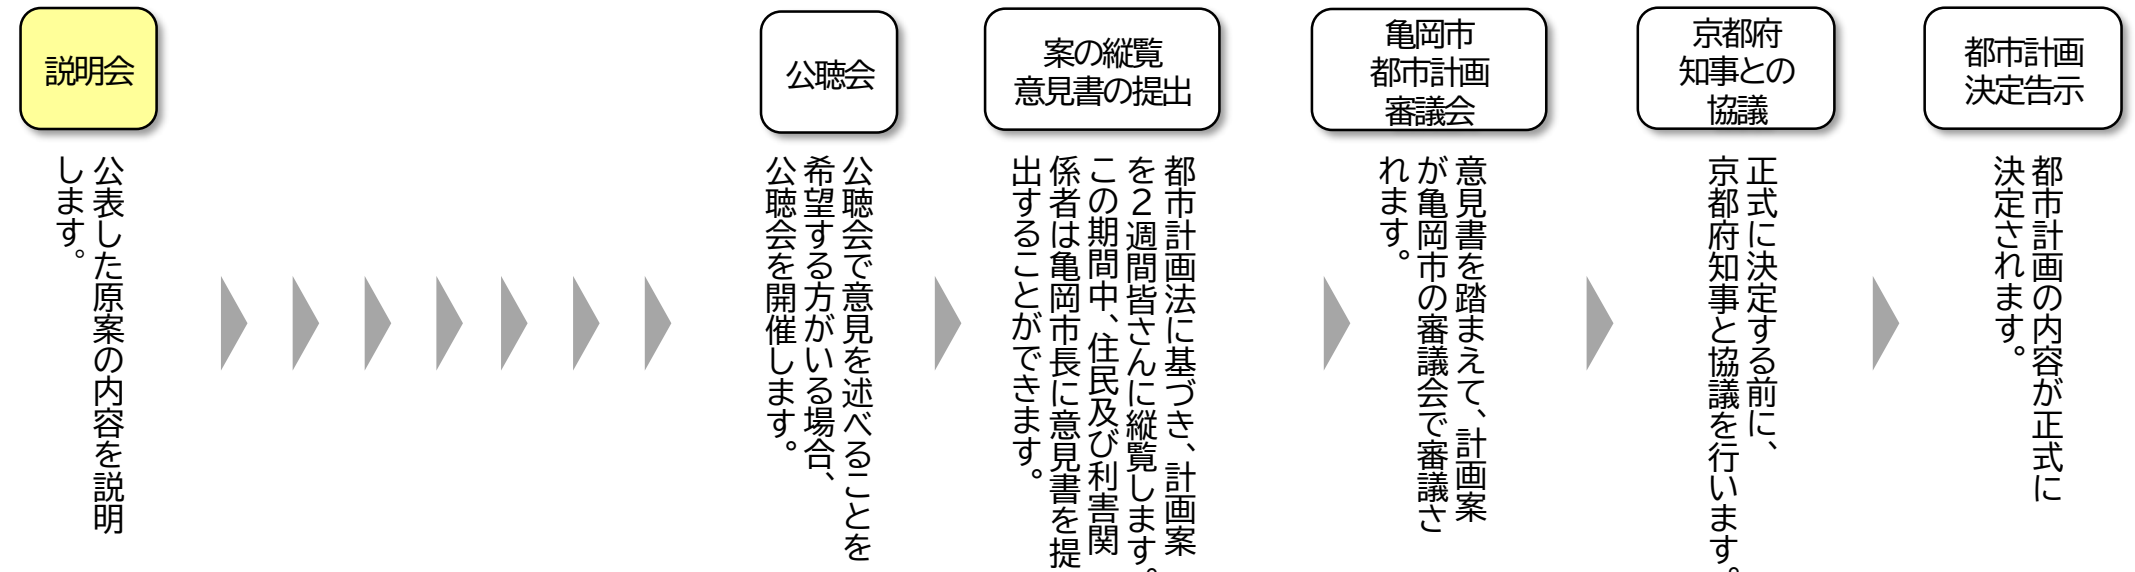 説明会
公表した原案の内容を説明
します。
公聴会
公聴会で意見を述べることを
希望する方がいる場合、
公聴会を開催します。
案の縦覧
意見書の提出
都市計画法に基づき、計画案
を２週間皆さんに縦覧します。
この期間中、住民及び利害関
係者は亀岡市長に意見書を提
出することができます。
亀岡市
都市計画
審議会
意見書を踏まえて、計画案
が亀岡市の審議会で審議さ
れます。
京都府
知事との
協議
正式に決定する前に、
京都府知事と協議を行います。
都市計画
決定告示
都市計画の内容が正式に
決定されます。